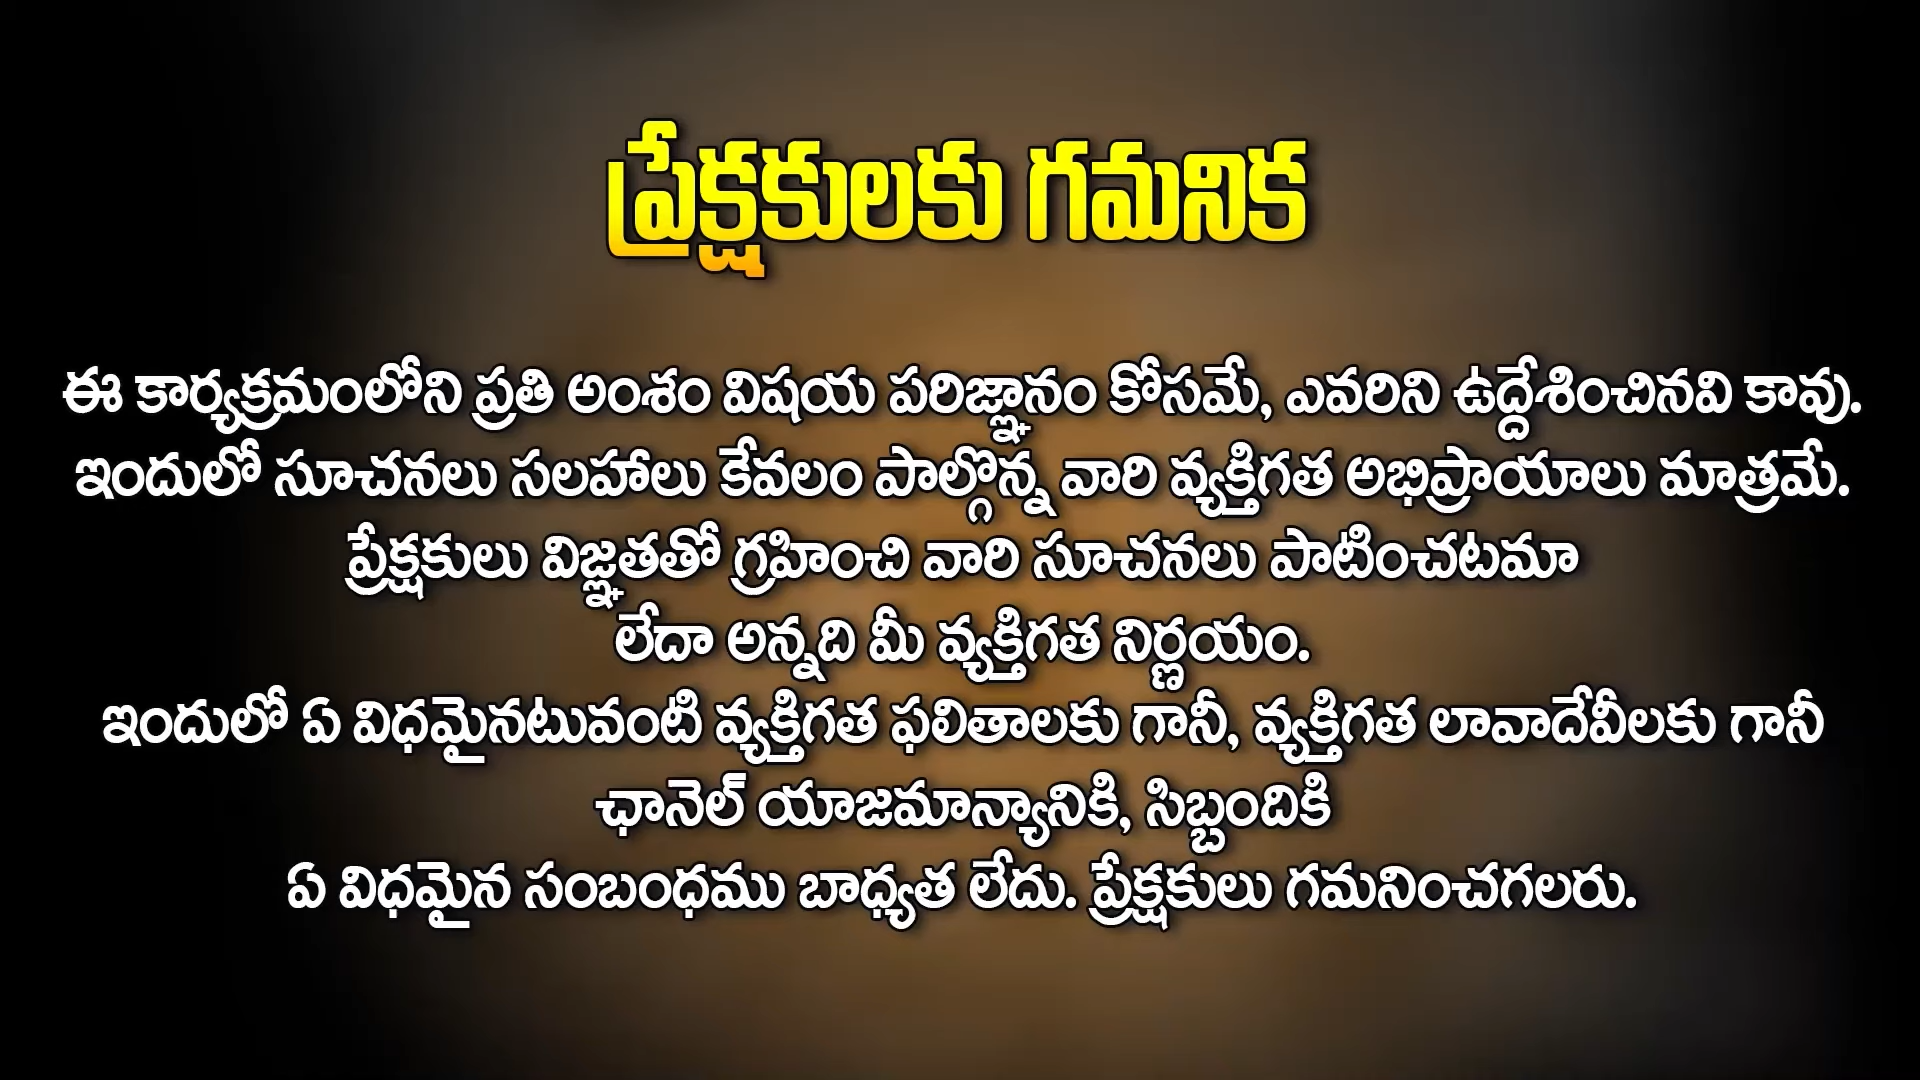 ప్రేక్షకులకు గమనిక
ఈ కార్యక్రమంలోని ప్రతి అంశం విషయ పరిజ్ఞానం కోసమే, ఎవరిని ఉద్దేశించినవి కావు.
ఇందులో సూచనలు సలహాలు కేవలం పాల్గొన్న వారి వ్యక్తిగత అభిప్రాయాలు మాత్రమే.
ప్రేక్షకులు విజ్ఞతతో గ్రహించి వారి సూచనలు పాటించటమా
లేదా అన్నది మీ వ్యక్తిగత నిర్ణయం.
ఇందులో ఏ విధమైనటువంటి వ్యక్తిగత ఫలితాలకు గానీ, వ్యక్తిగత లావాదేవీలకు గానీ
ఛానెల్ యాజమాన్యానికి, సిబ్బందికి
ఏ విధమైన సంబంధము బాధ్యత లేదు. ప్రేక్షకులు గమనించగలరు.